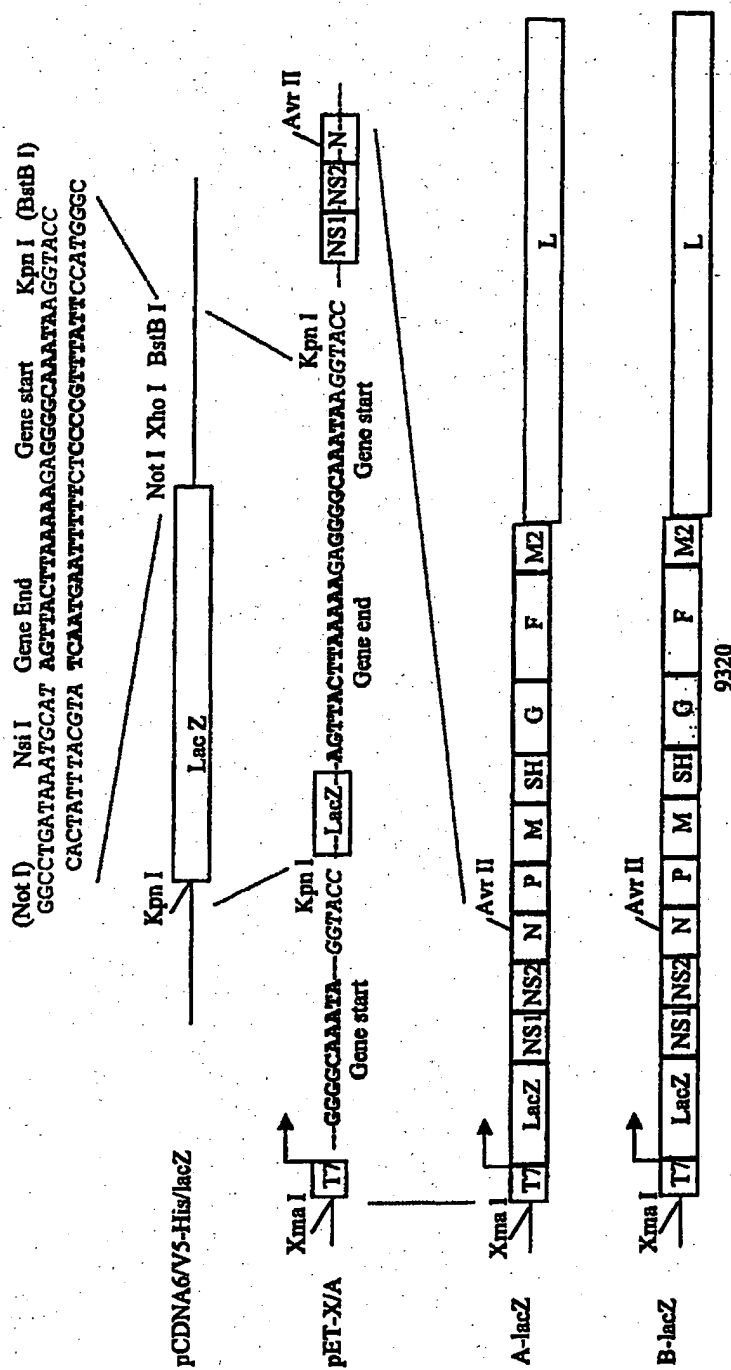 (Not I) Nsi I Gene End Gene start Kpn I (BstB I)
GGCCTGATAAATGCAT AGTTACTTAAAAAGAGGGGCAAATAAGGTACC
CACTATTTACGTA TCAATGAATTTTTCTCCCCGTTTATTCCATGGGC
pCDNA6/V5-His/lacZ
Kpn I Lac Z Not I Xho I BstB I
pET-X/A
Xma I T7 ---GGGGCAAATA---GGTACC ---LacZ---AGTTACTTAAAAAGAGGGGCAAATAAGGTACC --- NS1-NS2--N---
Gene start Kpn I Gene end Gene start Kpn I Avr II
A-lacZ
Xma I Avr II
T7 LacZ NS1 NS2 N P M SH G F M2 L
B-lacZ
Xma I Avr II
T7 LacZ NS1 NS2 N P M SH G F M2 L
9320